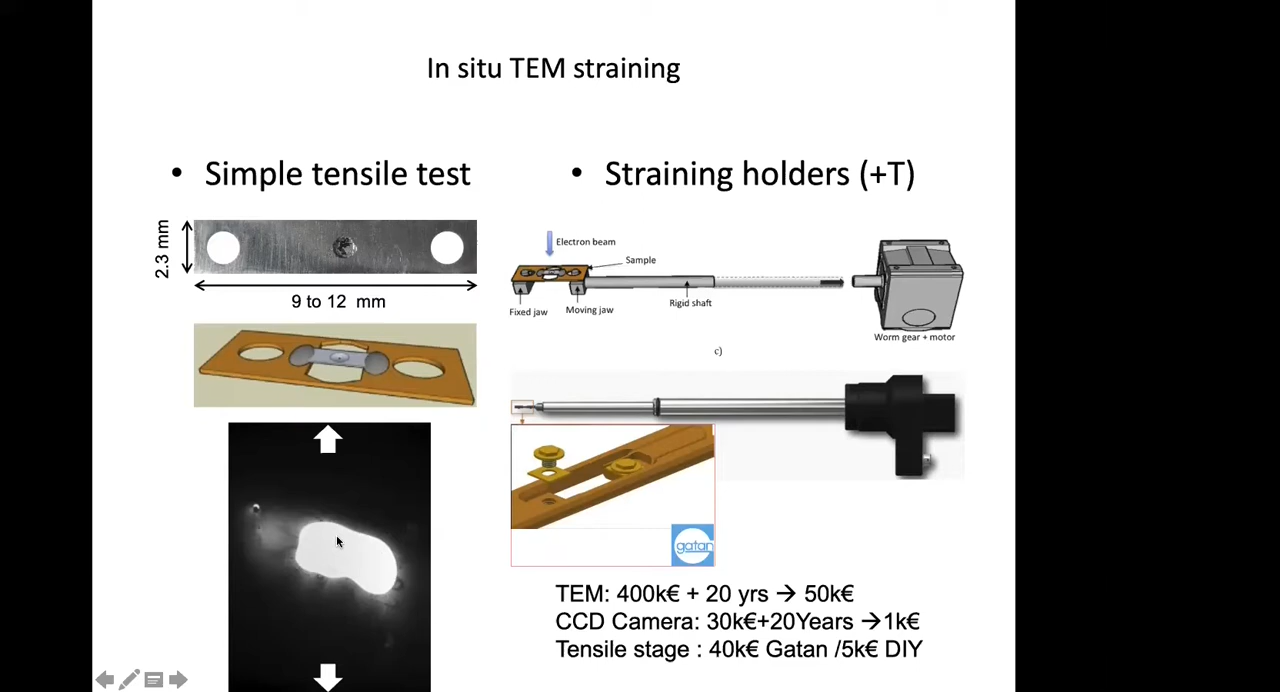 In situ TEM straining
• Simple tensile test
2.3 mm
9 to 12 mm
• Straining holders (+T)
Electron beam
Sample
Fixed jaw
Moving jaw
Rigid shaft
Worm gear + motor
c)
gatan
TEM: 400k€ + 20 yrs → 50k€
CCD Camera: 30k€+20Years →1k€
Tensile stage : 40k€ Gatan /5k€ DIY